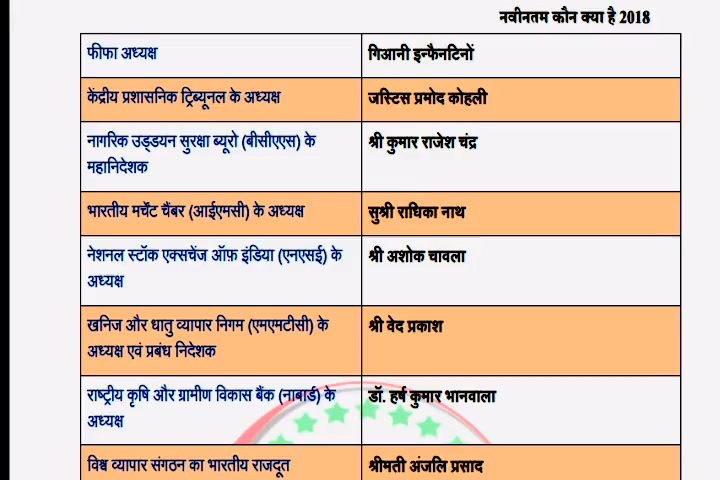 नवीनतम कौन क्या है 2018
फीफा अध्यक्ष
गिआनी इन्फैनटिनों
केंद्रीय प्रशासनिक ट्रिब्यूनल के अध्यक्ष
जस्टिस प्रमोद कोहली
नागरिक उड्डयन सुरक्षा ब्यूरो (बीसीएएस) के
महानिदेशक
श्री कुमार राजेश चंद्र
भारतीय मर्चेंट चैंबर (आईएमसी) के अध्यक्ष
सुश्री राधिका नाथ
नेशनल स्टॉक एक्सचेंज ऑफ़ इंडिया (एनएसई) के
अध्यक्ष
श्री अशोक चावला
खनिज और धातु व्यापार निगम (एमएमटीसी) के
अध्यक्ष एवं प्रबंध निदेशक
श्री वेद प्रकाश
राष्ट्रीय कृषि और ग्रामीण विकास बैंक (नाबार्ड) के
अध्यक्ष
डॉ. हर्ष कुमार भानवाला
विश्व व्यापार संगठन का भारतीय राजदूत
श्रीमती अंजलि प्रसाद